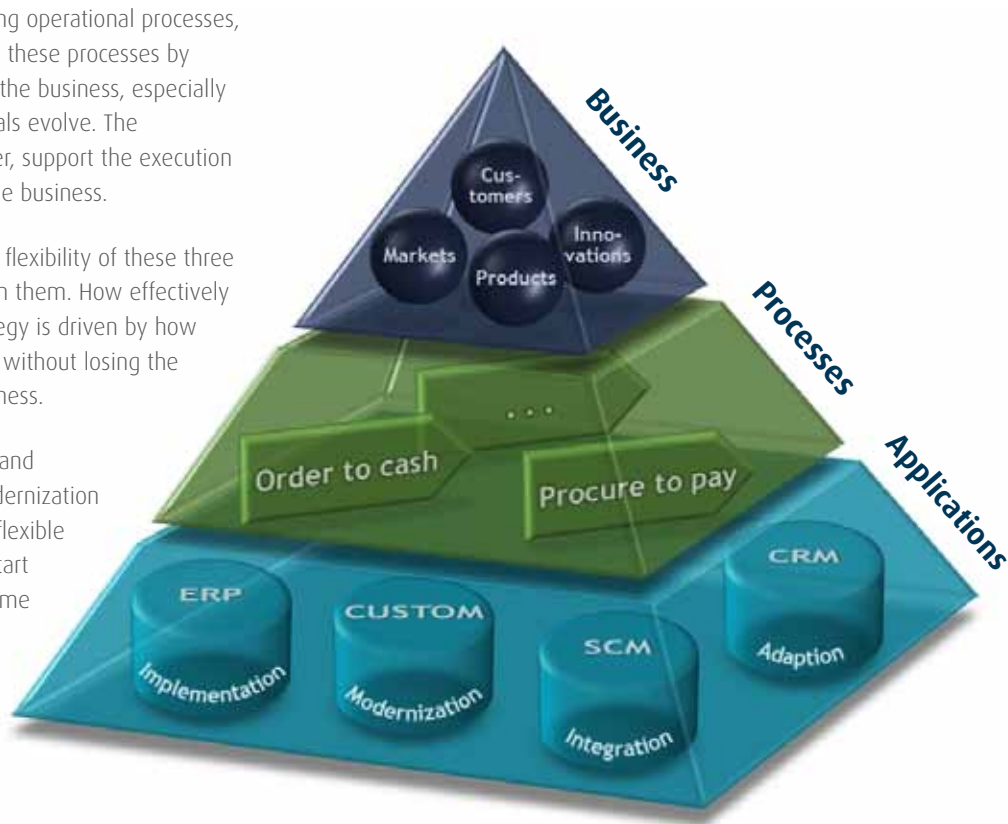 ng operational processes,
these processes by
the business, especially
als evolve. The
er, support the execution
e business.
flexibility of these three
n them. How effectively
egy is driven by how
without losing the
ness.
and
dernization
flexible
tart
me
Business
Cus-
tomers
Markets
Inno-
vations
Products
Processes
...
Order to cash
Procure to pay
Applications
ERP
Implementation
CUSTOM
Modernization
SCM
Integration
CRM
Adaption